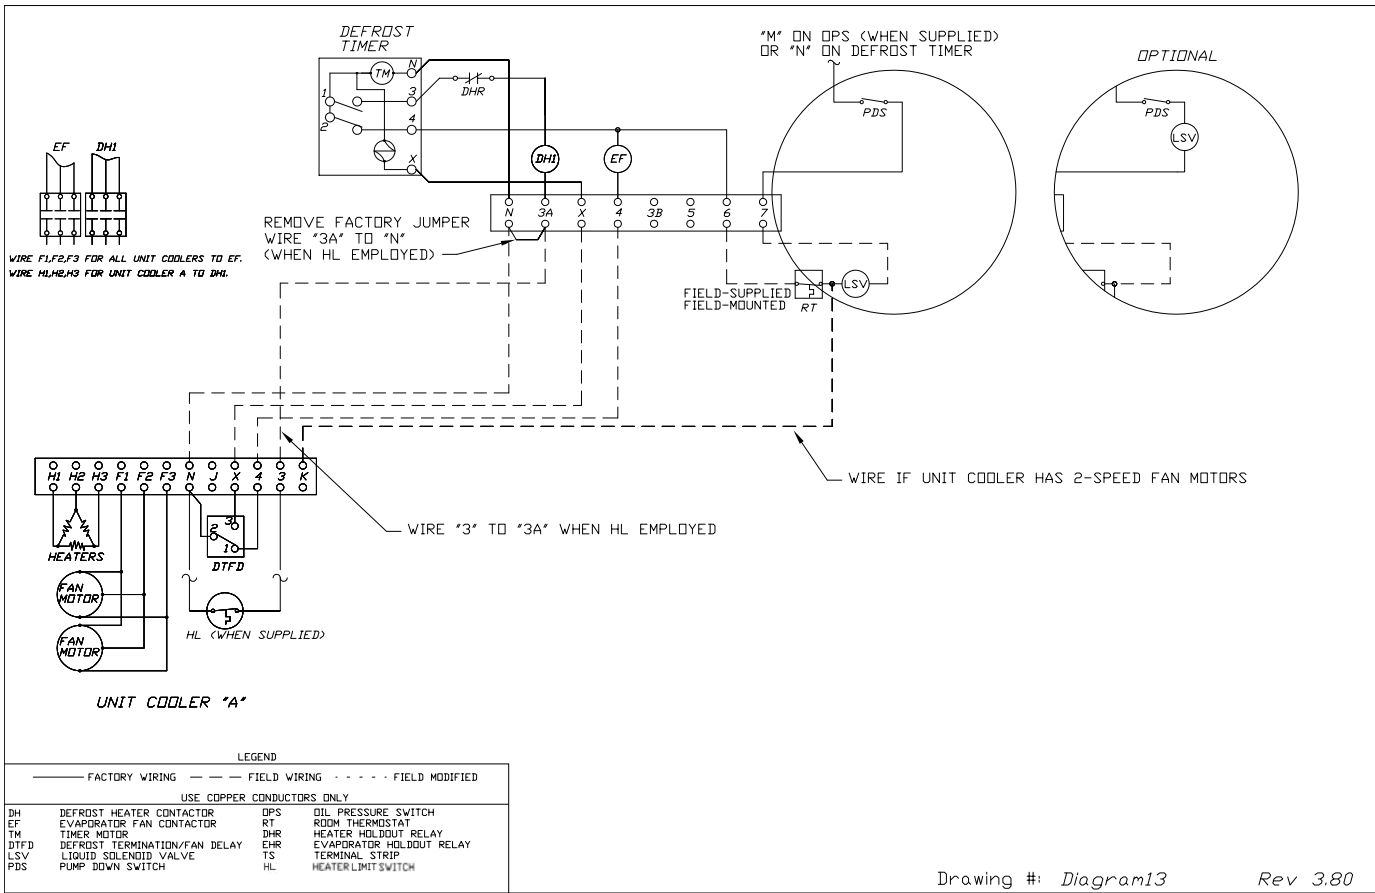 DEFROST
TIMER
"M" ON OPS (WHEN SUPPLIED)
OR "N" ON DEFROST TIMER
OPTIONAL
N
TM
1
3
DHR
2
4
X
PDS
PDS
LSV
EF
DH1
DH1
EF
N 3A X 4 3B 5 6 7
REMOVE FACTORY JUMPER
WIRE "3A" TO "N"
(WHEN HL EMPLOYED)
WIRE F1,F2,F3 FOR ALL UNIT COOLERS TO EF.
WIRE H1,H2,H3 FOR UNIT COOLER A TO DH1.
FIELD-SUPPLIED
FIELD-MOUNTED
RT
LSV
H1 H2 H3 F1 F2 F3 N J X 4 3 K
WIRE IF UNIT COOLER HAS 2-SPEED FAN MOTORS
WIRE "3" TO "3A" WHEN HL EMPLOYED
3
2
1
DTFD
HEATERS
FAN
MOTOR
FAN
MOTOR
HL (WHEN SUPPLIED)
UNIT COOLER "A"
LEGEND
FACTORY WIRING FIELD WIRING FIELD MODIFIED
USE COPPER CONDUCTORS ONLY
DH DEFROST HEATER CONTACTOR OPS OIL PRESSURE SWITCH
EF EVAPORATOR FAN CONTACTOR RT ROOM THERMOSTAT
TM TIMER MOTOR DHR HEATER HOLDOUT RELAY
DTFD DEFROST TERMINATION/FAN DELAY EHR EVAPORATOR HOLDOUT RELAY
LSV LIQUID SOLENOID VALVE TS TERMINAL STRIP
PDS PUMP DOWN SWITCH HL HEATER LIMIT SWITCH
Drawing #: Diagram13 Rev 3.80